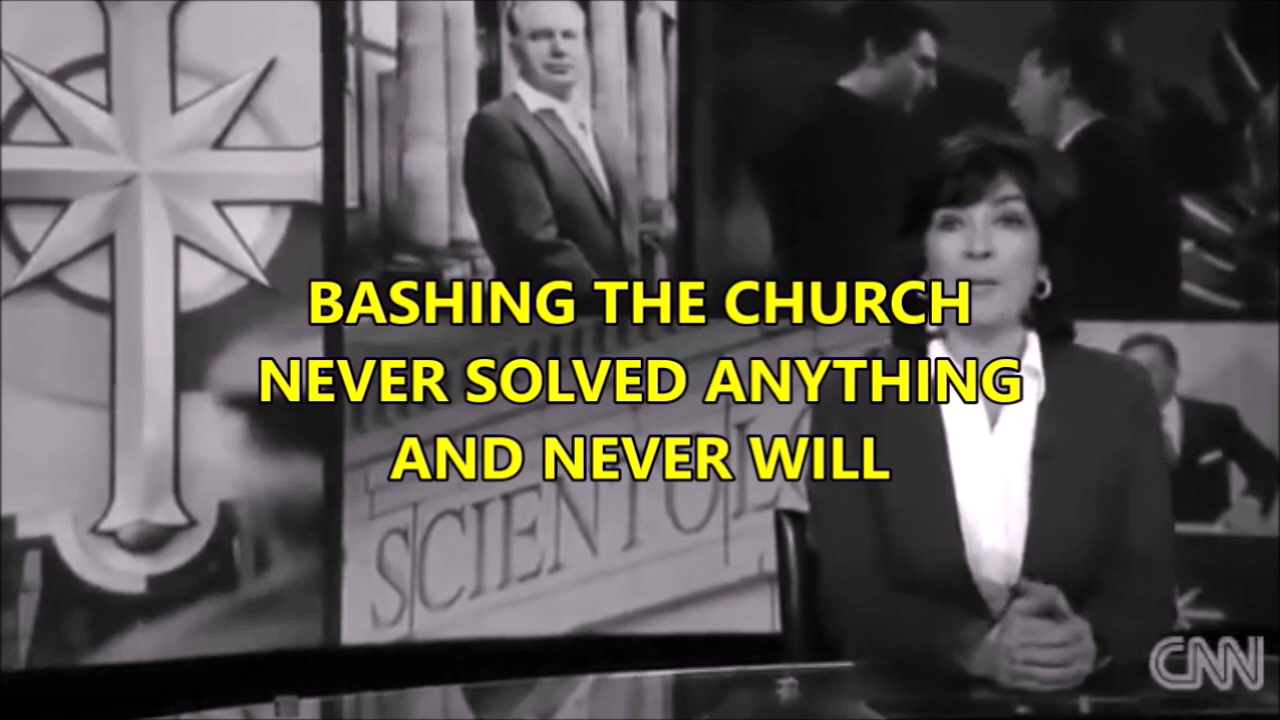 BASHING THE CHURCH
NEVER SOLVED ANYTHING
AND NEVER WILL
SCIENTOL
CNN